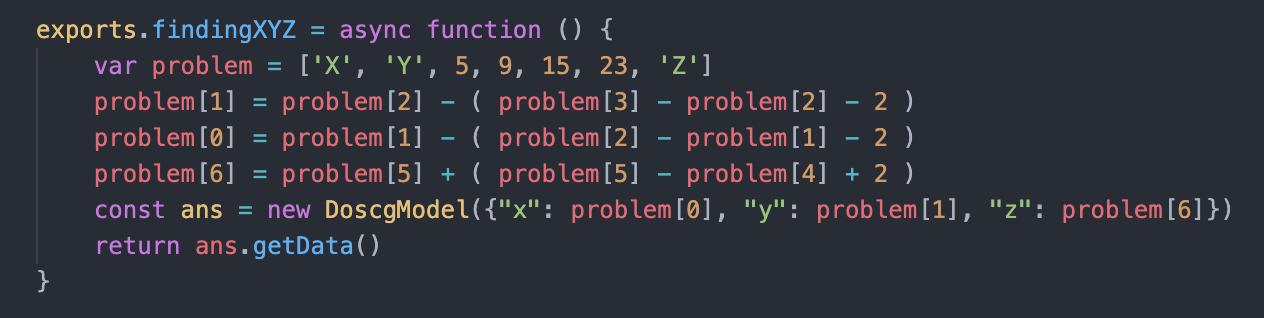 exports.findingXYZ = async function () {
    var problem = ['X', 'Y', 5, 9, 15, 23, 'Z']
    problem[1] = problem[2] - ( problem[3] - problem[2] - 2 )
    problem[0] = problem[1] - ( problem[2] - problem[1] - 2 )
    problem[6] = problem[5] + ( problem[5] - problem[4] + 2 )
    const ans = new DoscgModel({"x": problem[0], "y": problem[1], "z": problem[6]})
    return ans.getData()
}